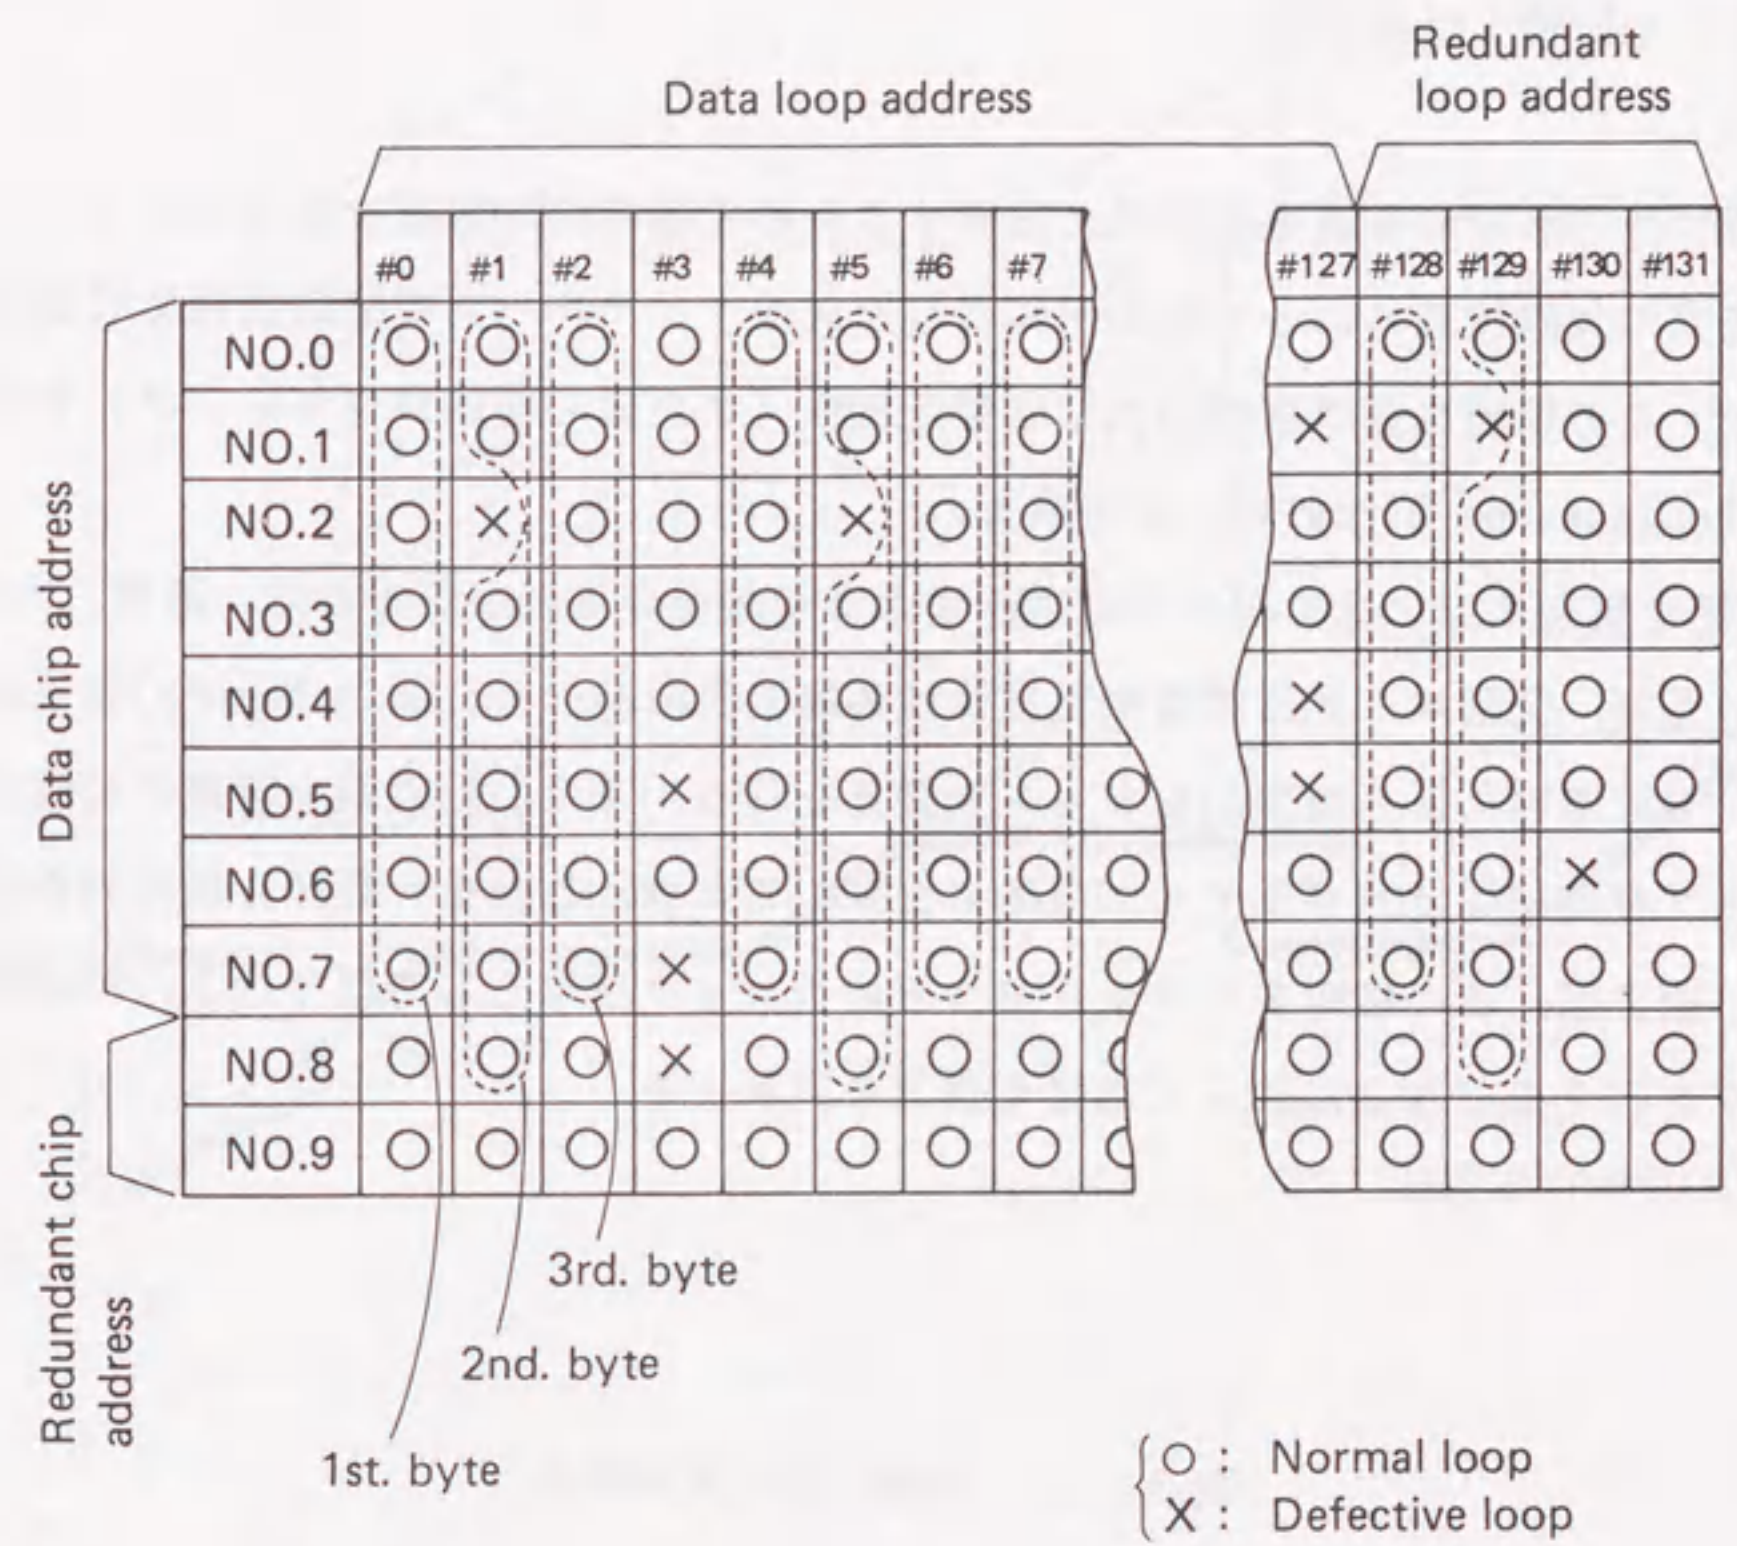 Redundant
loop address
Data loop address
#0 #1 #2 #3 #4 #5 #6 #7 #127 #128 #129 #130 #131
NO.0
NO.1
NO.2
NO.3
NO.4
NO.5
NO.6
NO.7
NO.8
NO.9
Data chip address
Redundant chip
address
3rd. byte
2nd. byte
1st. byte
O : Normal loop
X : Defective loop